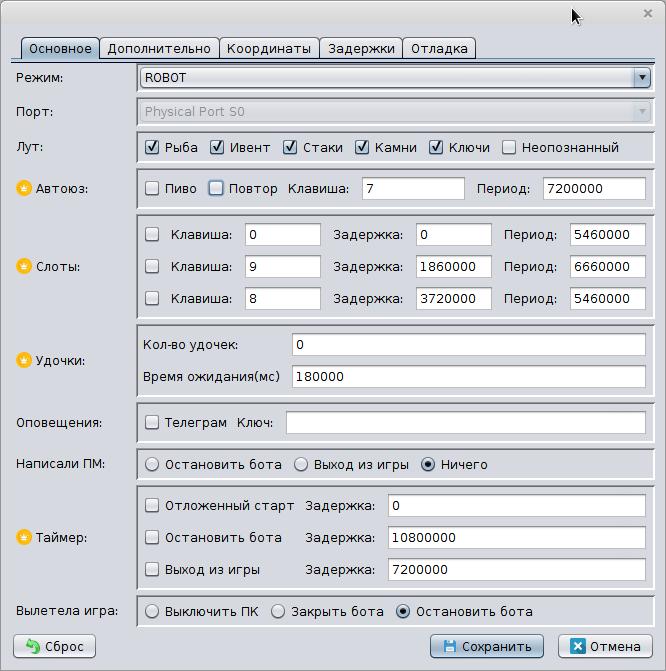 Основное Дополнительно Координаты Задержки Отладка
Режим: ROBOT
Порт: Physical Port S0
Лут: Рыба Ивент Стаки Камни Ключи Неопознанный
Автоюз: Пиво Повтор Клавиша: 7 Период: 7200000
Клавиша: 0 Задержка: 0 Период: 5460000
Слоты: Клавиша: 9 Задержка: 1860000 Период: 6660000
Клавиша: 8 Задержка: 3720000 Период: 5460000
Кол-во удочек: 0
Удочки:
Время ожидания(мс) 180000
Оповещения: Телеграм Ключ:
Написали ПМ: Остановить бота Выход из игры Ничего
Отложенный старт Задержка: 0
Таймер: Остановить бота Задержка: 10800000
Выход из игры Задержка: 7200000
Вылетела игра: Выключить ПК Закрыть бота Остановить бота
Сброс Сохранить Отмена